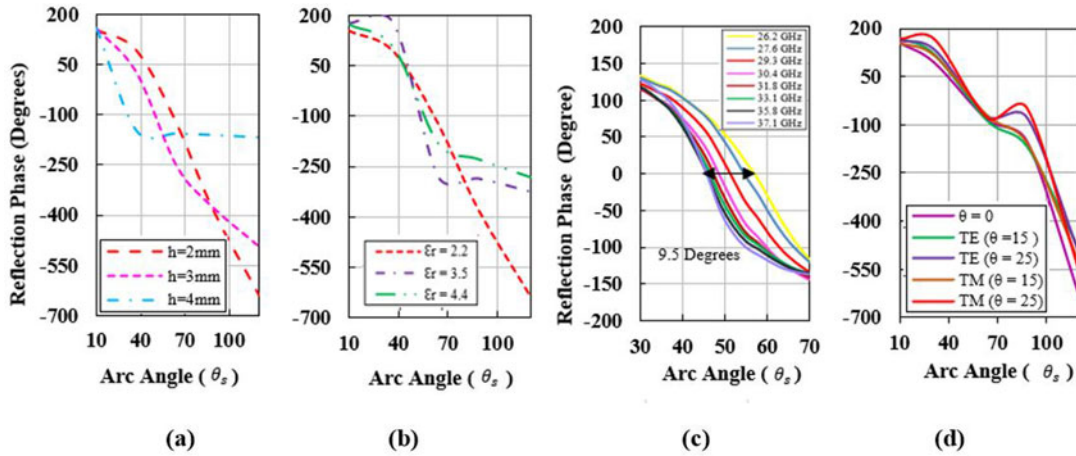 200
50
-100
-250
-400
-550
-700
Reflection Phase (Degrees)
h=2mm
h=3mm
h=4mm
10 40 70 100
Arc Angle ( θs )
(a)
200
50
-100
-250
-400
-550
-700
Ɛr = 2.2
Ɛr = 3.5
Ɛr = 4.4
10 40 70 100
Arc Angle ( θs )
(b)
200
150
100
50
0
-50
-100
-150
-200
Reflection Phase (Degree)
26.2 GHz
27.6 GHz
29.3 GHz
30.4 GHz
31.8 GHz
33.1 GHz
35.8 GHz
37.1 GHz
9.5 Degrees
30 40 50 60 70
Arc Angle ( θs )
(c)
200
50
-100
-250
-400
-550
-700
θ = 0
TE (θ =15 )
TE (θ = 25)
TM (θ = 15)
TM (θ = 25)
10 40 70 100
Arc Angle ( θs )
(d)